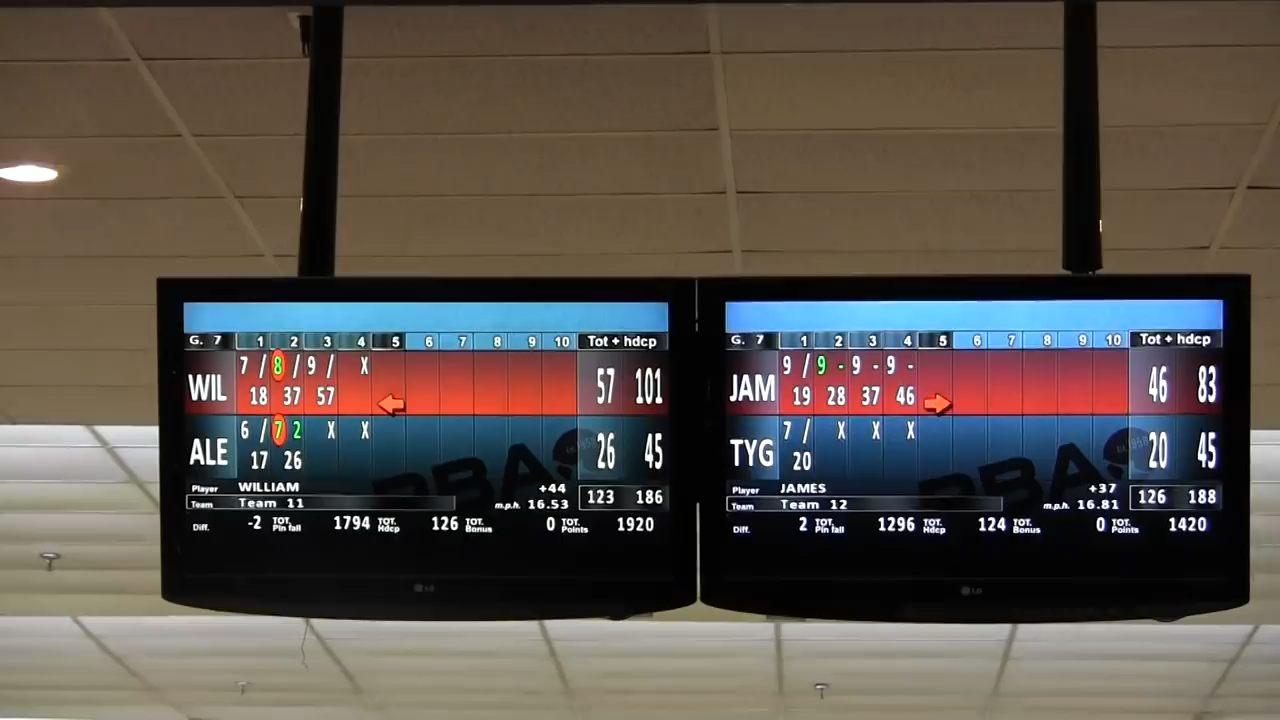 G. 7 1 2 3 4 5 6 7 8 9 10 Tot + hdcp
WIL 7 / 8 / 9 / X
18 37 57 57 101
ALE 6 / 7 2 X X
17 26 26 45
Player WILLIAM +44
Team Team 11 m.p.h. 16.53 123 186
Diff. -2 TOT. Pin fall 1794 TOT. Hdcp 126 TOT. Bonus 0 TOT. Points 1920
LG
G. 7 1 2 3 4 5 6 7 8 9 10 Tot + hdcp
JAM 9 / 9 - 9 - 9 -
19 28 37 46 46 83
TYG 7 / X X X
20 20 45
Player JAMES +37
Team Team 12 m.p.h. 16.81 126 188
Diff. 2 TOT. Pin fall 1296 TOT. Hdcp 124 TOT. Bonus 0 TOT. Points 1420
LG